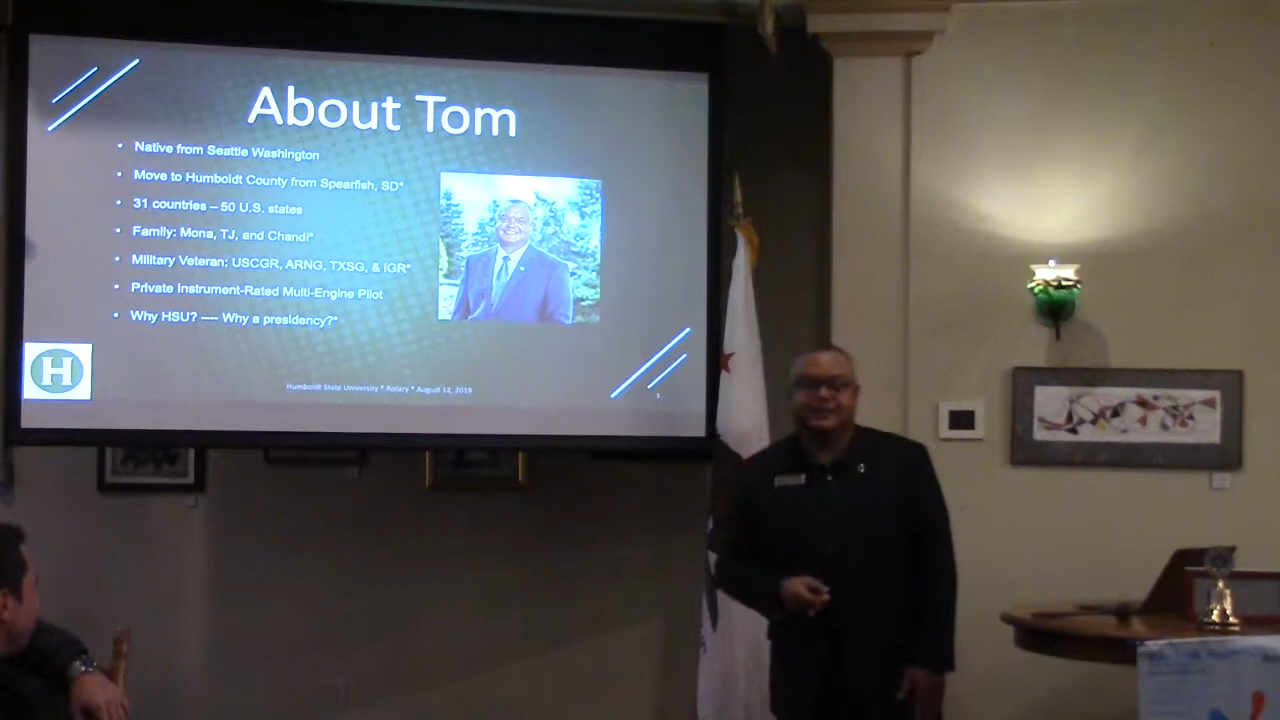 About Tom
• Native from Seattle Washington
• Move to Humboldt County from Spearfish, SD*
• 31 countries – 50 U.S. states
• Family: Mona, TJ, and Chandi*
• Military Veteran: USCGR, ARNG, TXSG, & IGR*
• Private Instrument-Rated Multi-Engine Pilot
• Why HSU? ---- Why a presidency?*
H
Humboldt State University * Rotary * August 12, 2019